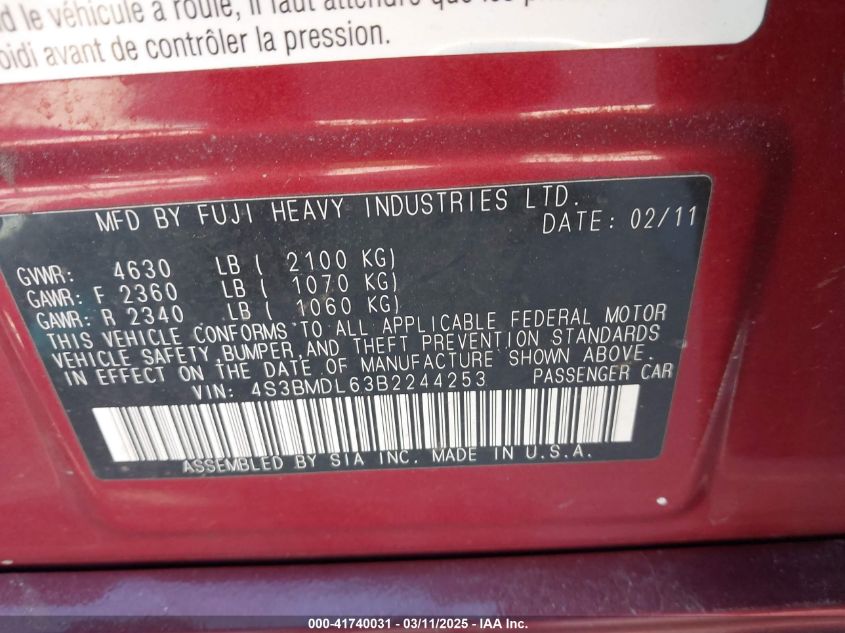 d le véhicule a roulé, il faut attendre que les
oidi avant de contrôler la pression.
MFD BY FUJI HEAVY INDUSTRIES LTD.
DATE: 02/11
GVWR: 4630 LB ( 2100 KG)
GAWR: F 2360 LB ( 1070 KG)
GAWR: R 2340 LB ( 1060 KG)
THIS VEHICLE CONFORMS TO ALL APPLICABLE FEDERAL MOTOR
VEHICLE SAFETY, BUMPER, AND THEFT PREVENTION STANDARDS
IN EFFECT ON THE DATE OF MANUFACTURE SHOWN ABOVE.
VIN: 4S3BMDL63B2244253 PASSENGER CAR
ASSEMBLED BY SIA INC. MADE IN U.S.A.
000-41740031 - 03/11/2025 - IAA Inc.